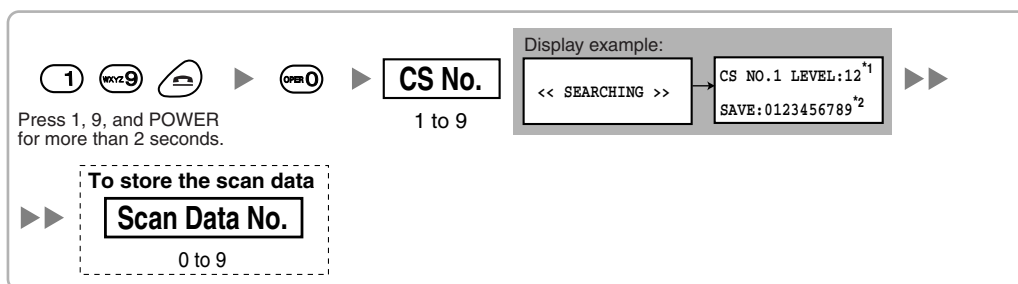 Display example:
1 WXYZ 9 OPER 0 CS No. << SEARCHING >> CS NO.1 LEVEL:12*1
SAVE:0123456789*2
Press 1, 9, and POWER
for more than 2 seconds.
1 to 9
To store the scan data
Scan Data No.
0 to 9